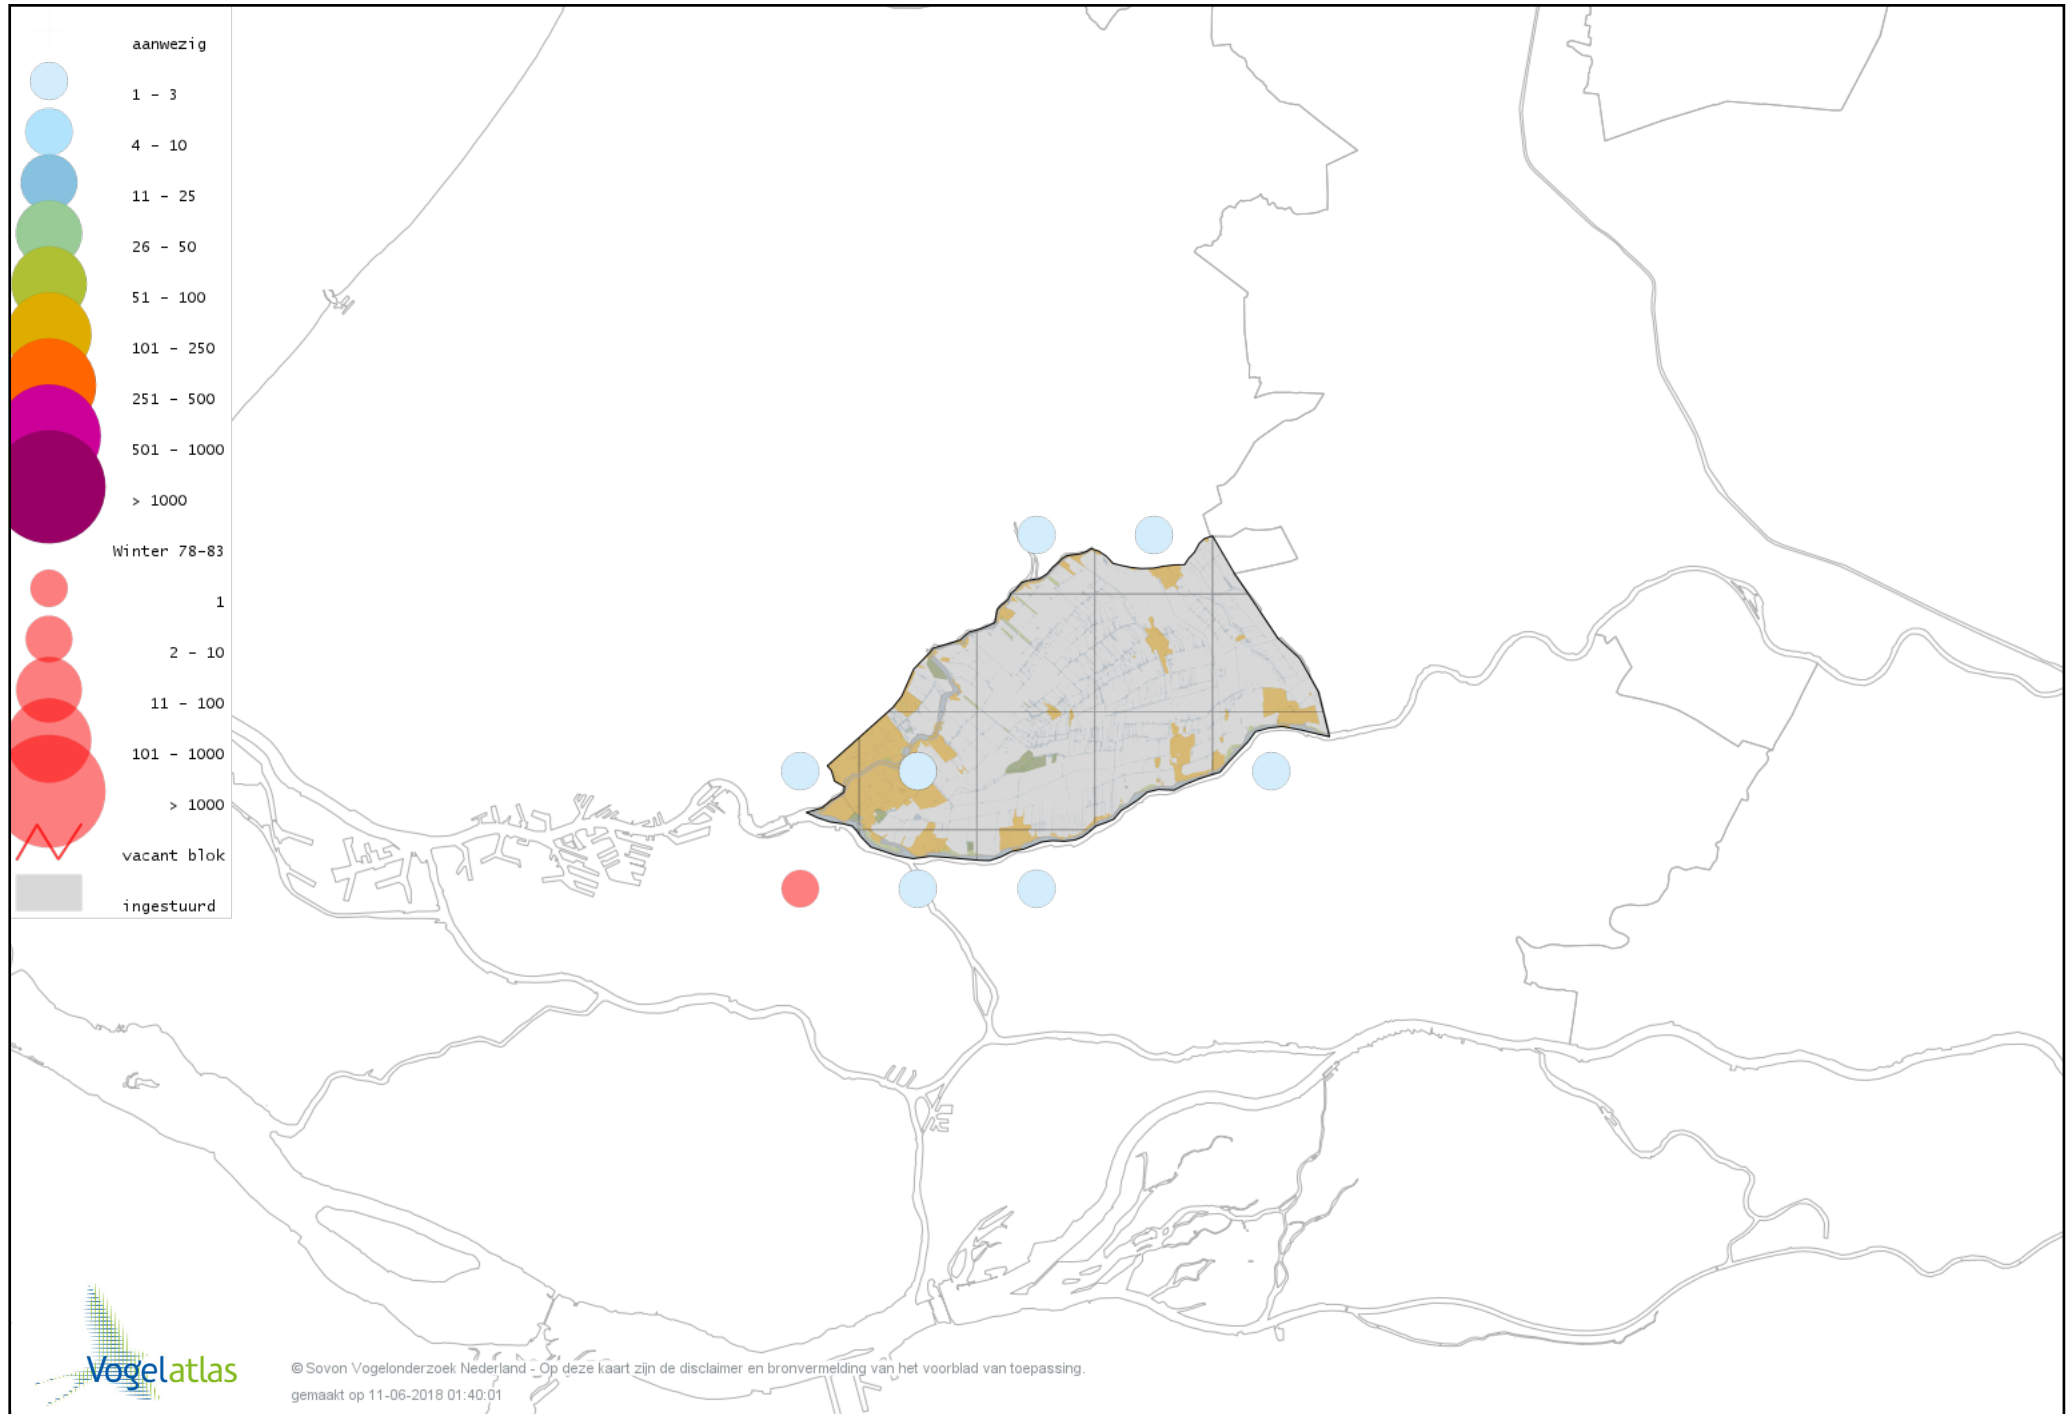 aanwezig
1 - 3
4 - 10
11 - 25
26 - 50
51 - 100
101 - 250
251 - 500
501 - 1000
> 1000
Winter 78-83
1
2 - 10
11 - 100
101 - 1000
> 1000
vacant blok
ingestuurd
Vogelatlas
© Sovon Vogelonderzoek Nederland - Op deze kaart zijn de disclaimer en bronvermelding van het voorblad van toepassing.
gemaakt op 11-06-2018 01:40:01